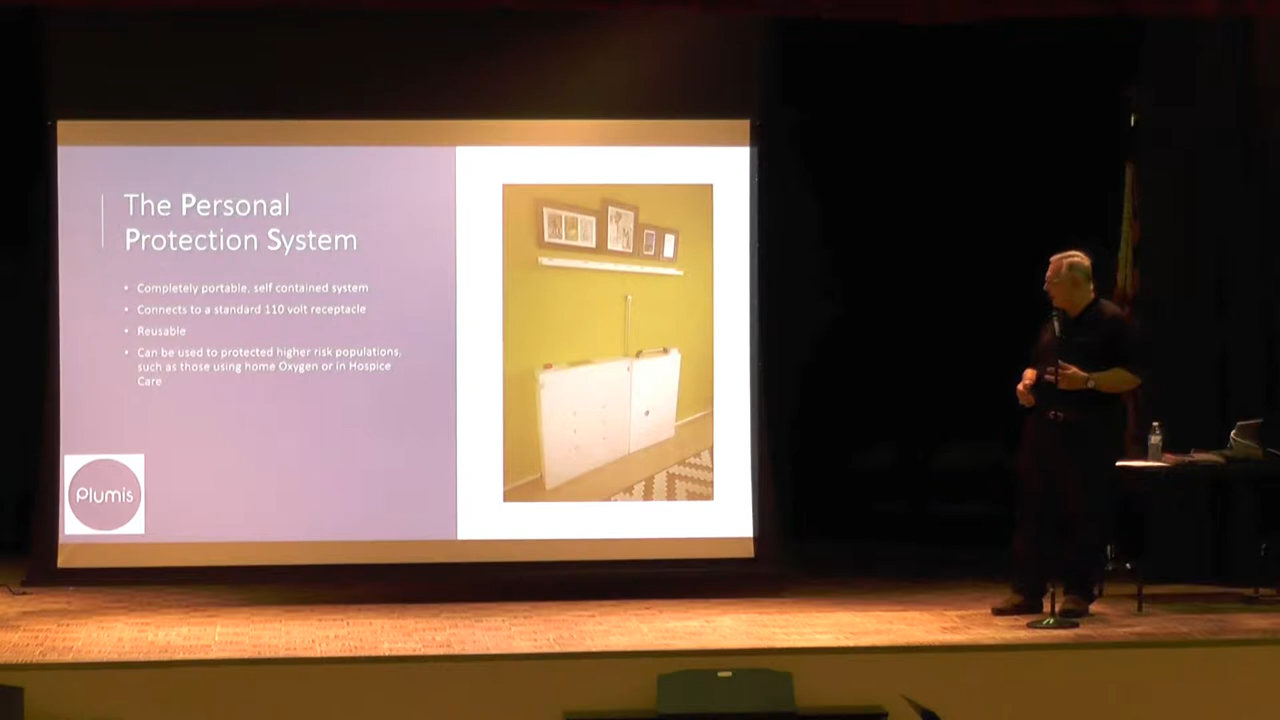 The Personal
Protection System
• Completely portable, self contained system
• Connects to a standard 110 volt receptacle
• Reusable
• Can be used to protected higher risk populations,
such as those using home Oxygen or in Hospice
Care
Plumis